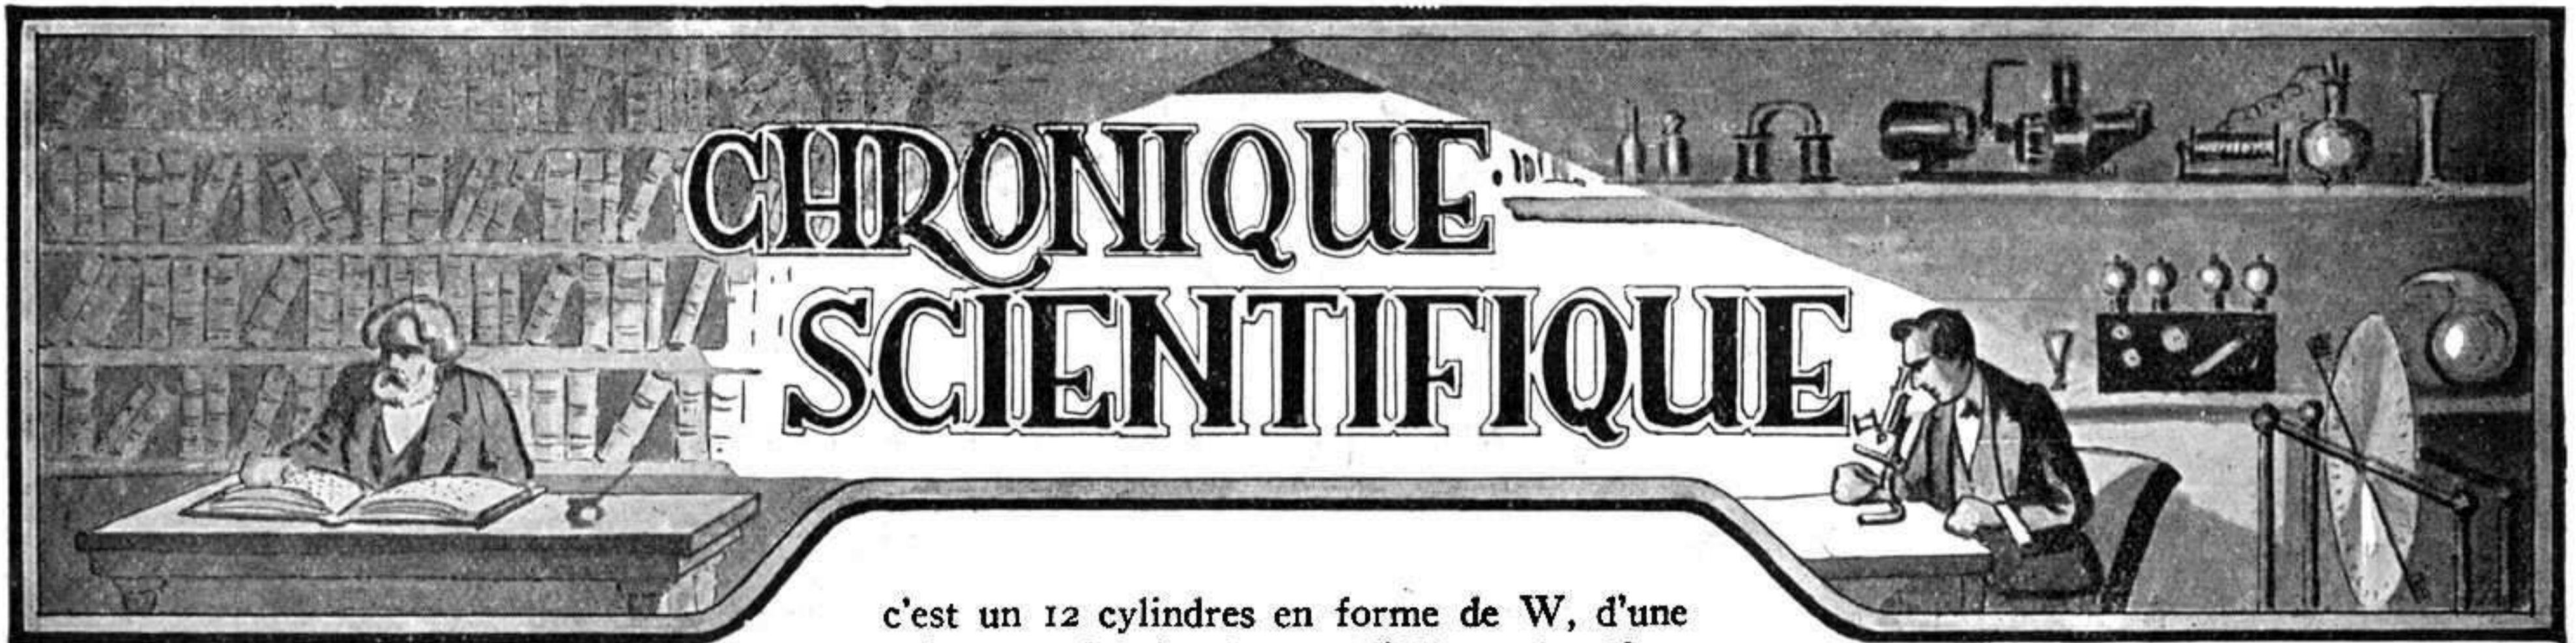 CHRONIQUE
SCIENTIFIQUE
c'est un 12 cylindres en forme de W, d'une